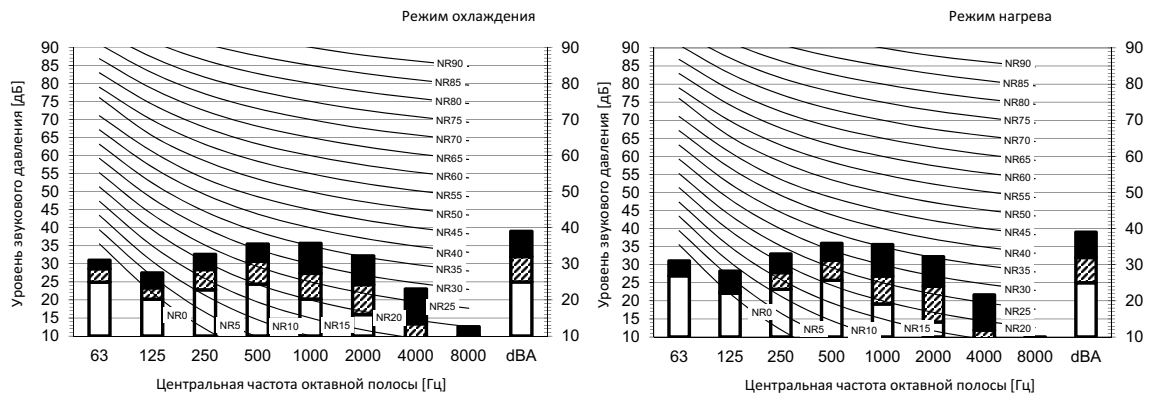 Режим охлаждения
Уровень звукового давления [дБ]
90
85
80
75
70
65
60
55
50
45
40
35
30
25
20
15
10
90
80
70
60
50
40
30
20
10
NR90
NR85
NR80
NR75
NR70
NR65
NR60
NR55
NR50
NR45
NR40
NR35
NR30
NR25
NR20
NR15
NR10
NR5
NR0
63 125 250 500 1000 2000 4000 8000 dBA
Центральная частота октавной полосы [Гц]
Режим нагрева
Уровень звукового давления [дБ]
90
85
80
75
70
65
60
55
50
45
40
35
30
25
20
15
10
90
80
70
60
50
40
30
20
10
NR90
NR85
NR80
NR75
NR70
NR65
NR60
NR55
NR50
NR45
NR40
NR35
NR30
NR25
NR20
NR15
NR10
NR5
NR0
63 125 250 500 1000 2000 4000 8000 dBA
Центральная частота октавной полосы [Гц]